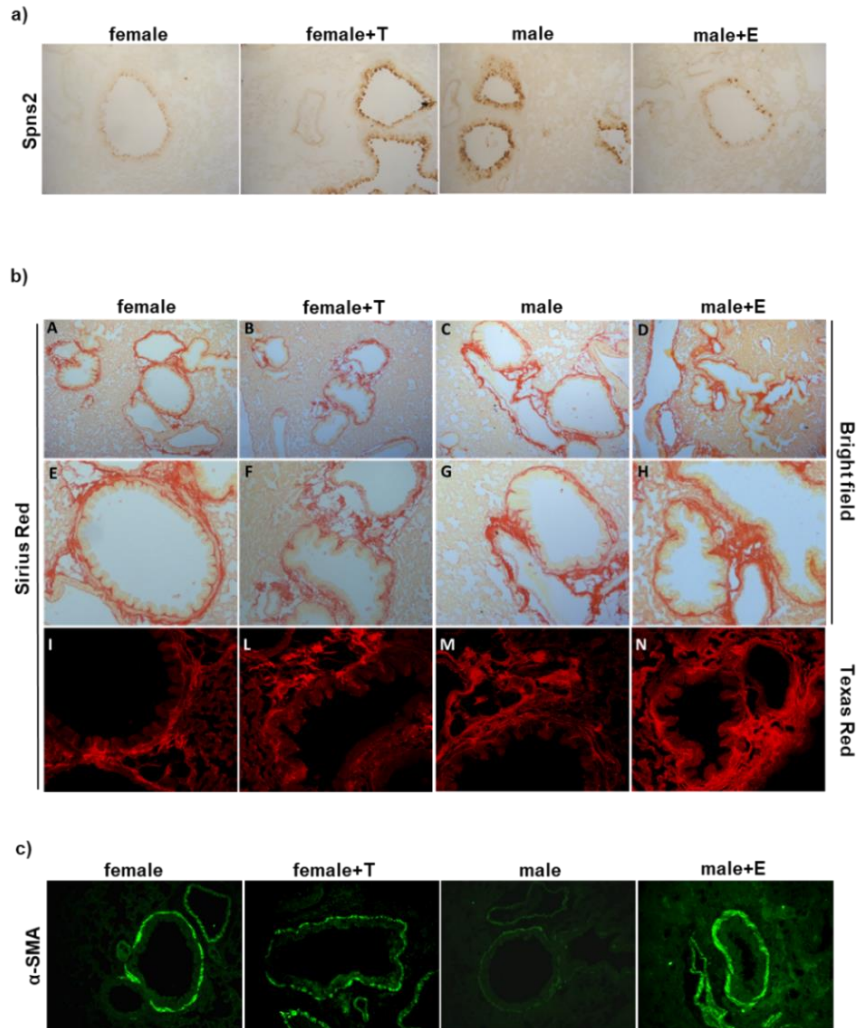 a)
female female+T male male+E
Spns2
b)
female female+T male male+E
A B C D
E F G H
I L M N
Sirius Red
Bright field
Texas Red
c)
female female+T male male+E
α-SMA